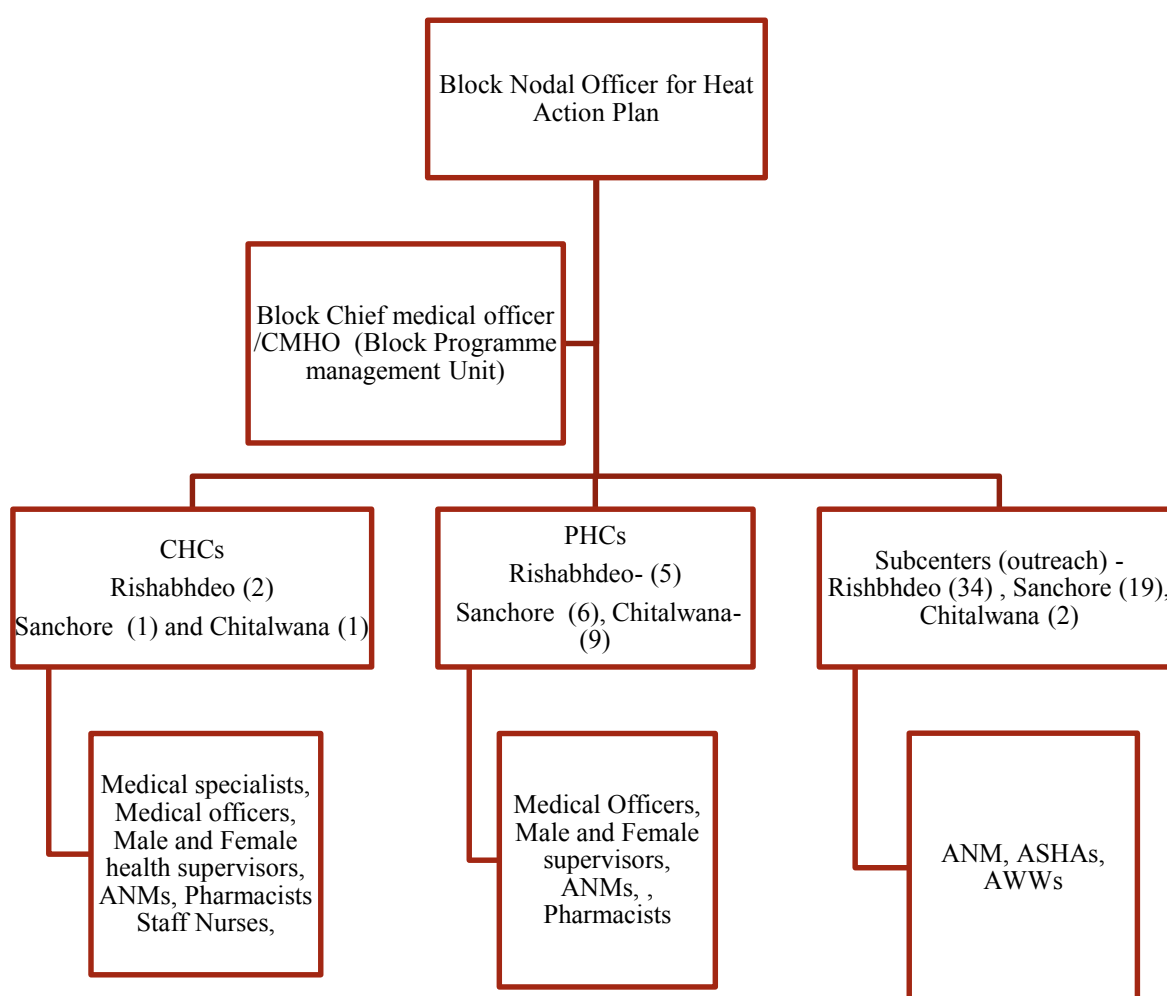 Block Nodal Officer for Heat
Action Plan
Block Chief medical officer
/CMHO (Block Programme
management Unit)
CHCs
Rishabhdeo (2)
Sanchore (1) and Chitalwana (1)
PHCs
Rishabhdeo- (5)
Sanchore (6), Chitalwana-
(9)
Subcenters (outreach) -
Rishbhdeo (34) , Sanchore (19),
Chitalwana (2)
Medical specialists,
Medical officers,
Male and Female
health supervisors,
ANMs, Pharmacists
Staff Nurses,
Medical Officers,
Male and Female
supervisors,
ANMs, ,
Pharmacists
ANM, ASHAs,
AWWs